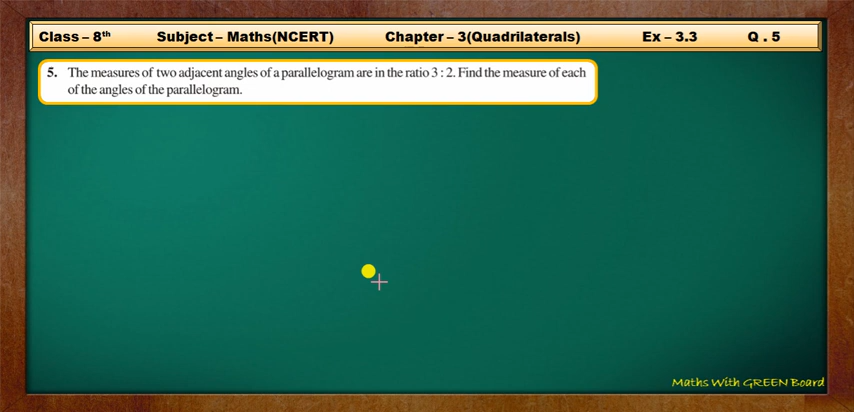 Class – 8th Subject – Maths(NCERT) Chapter – 3(Quadrilaterals) Ex – 3.3 Q . 5
5. The measures of two adjacent angles of a parallelogram are in the ratio 3 : 2. Find the measure of each
of the angles of the parallelogram.
Maths With GREEN Board